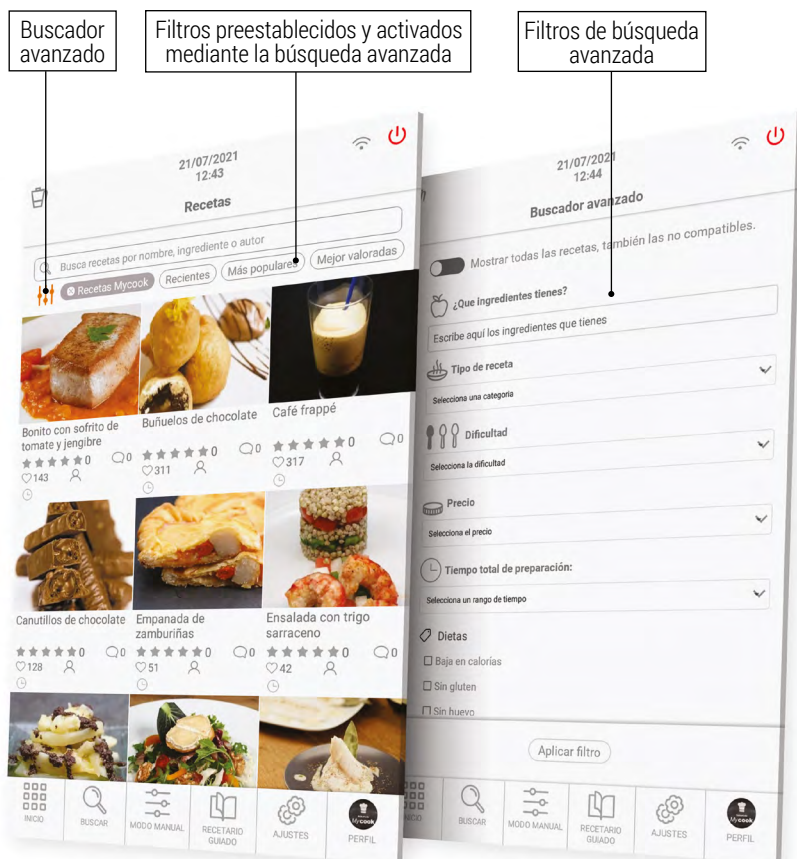 Buscador
avanzado
Filtros preestablecidos y activados
mediante la búsqueda avanzada
Filtros de búsqueda
avanzada
21/07/2021
12:43
Recetas
Busca recetas por nombre, ingrediente o autor
Recetas Mycook
Recientes
Más populares
Mejor valoradas
Bonito con sofrito de
tomate y jengibre
0
0
143
Buñuelos de chocolate
0
0
311
Café frappé
0
0
317
Canutillos de chocolate
0
0
128
Empanada de
zamburiñas
0
0
51
Ensalada con trigo
sarraceno
0
0
42
INICIO
BUSCAR
MODO MANUAL
RECETARIO
GUIADO
AJUSTES
Mycook
PERFIL
21/07/2021
12:44
Buscador avanzado
Mostrar todas las recetas, también las no compatibles.
¿Que ingredientes tienes?
Escribe aquí los ingredientes que tienes
Tipo de receta
Selecciona una categoria
Dificultad
Selecciona la dificultad
Precio
Selecciona el precio
Tiempo total de preparación:
Selecciona un rango de tiempo
Dietas
Baja en calorías
Sin gluten
Sin huevo
Aplicar filtro
INICIO
BUSCAR
MODO MANUAL
RECETARIO
GUIADO
AJUSTES
Mycook
PERFIL